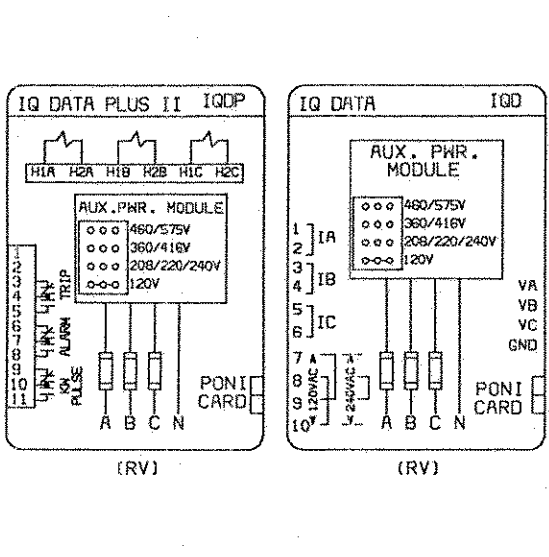 IQ DATA PLUS II IQDP
H1A H2A H1B H2B H1C H2C
AUX.PWR. MODULE
460/575V
360/416V
208/220/240V
120V
1
2
3
4
5
6
7
8
9
10
11
TRIP
ALARM
KW
PULSE
PONI
CARD
A B C N
(RV)
IQ DATA IQD
AUX. PWR.
MODULE
460/575V
360/416V
208/220/240V
120V
1
2
IA
3
4
IB
5
6
IC
7
8
9
10
120VAC
240VAC
VA
VB
VC
GND
PONI
CARD
A B C N
(RV)